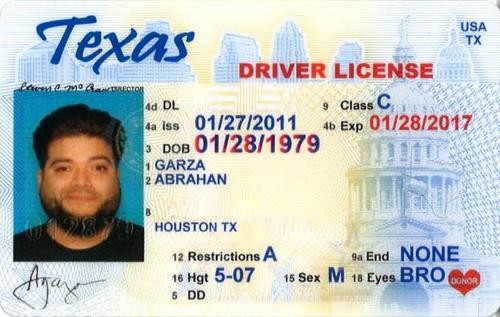 Texas
USA
TX
DRIVER LICENSE
DIRECTOR
4d DL
9 Class C
4a Iss 01/27/2011
4b Exp 01/28/2017
3 DOB 01/28/1979
1 GARZA
2 ABRAHAN
8
HOUSTON TX
12 Restrictions A
9a End NONE
16 Hgt 5-07
15 Sex M
18 Eyes BRO
DONOR
5 DD